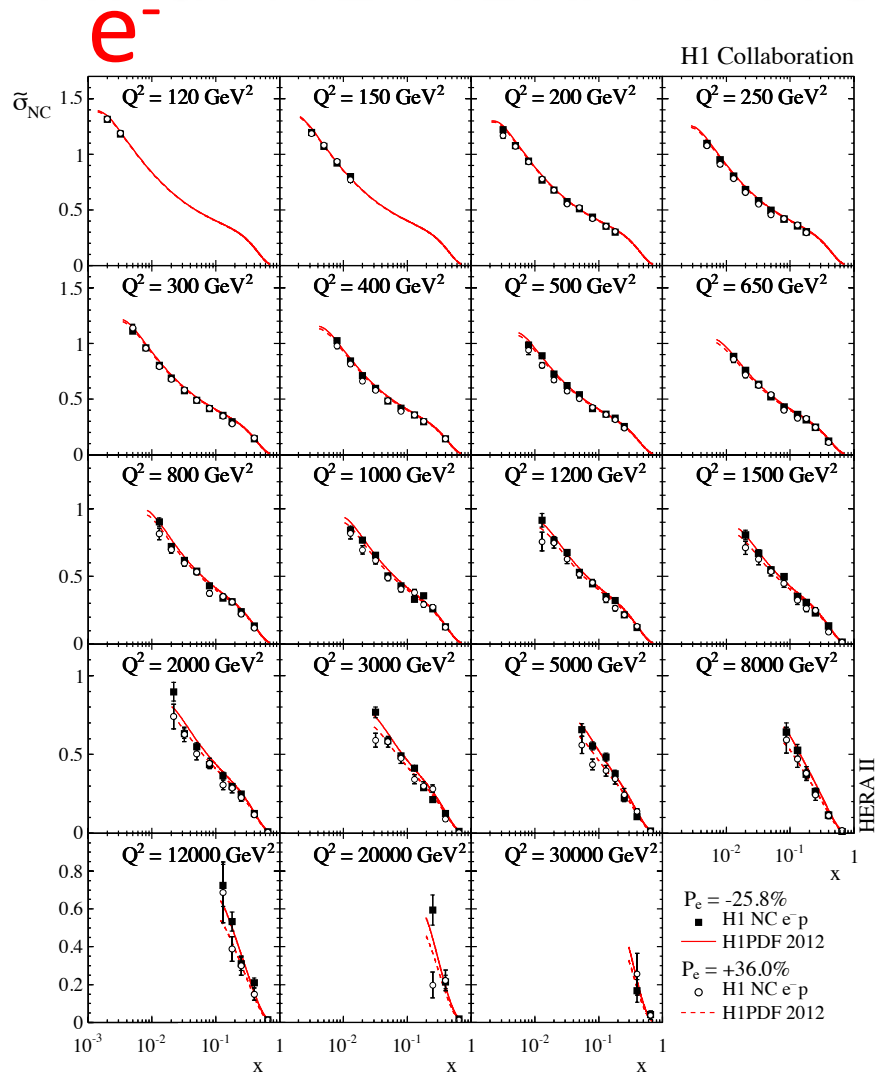 e⁻
H1 Collaboration
σ̃_NC
Q² = 120 GeV²
Q² = 150 GeV²
Q² = 200 GeV²
Q² = 250 GeV²
1.5
1
0.5
0
Q² = 300 GeV²
Q² = 400 GeV²
Q² = 500 GeV²
Q² = 650 GeV²
1.5
1
0.5
0
Q² = 800 GeV²
Q² = 1000 GeV²
Q² = 1200 GeV²
Q² = 1500 GeV²
1
0.5
0
Q² = 2000 GeV²
Q² = 3000 GeV²
Q² = 5000 GeV²
Q² = 8000 GeV²
1
0.5
0
HERA II
10⁻² 10⁻¹ 1
x
Q² = 12000 GeV²
Q² = 20000 GeV²
Q² = 30000 GeV²
0.8
0.6
0.4
0.2
0
P_e = -25.8%
H1 NC e⁻p
H1PDF 2012
P_e = +36.0%
H1 NC e⁻p
H1PDF 2012
10⁻³ 10⁻² 10⁻¹ 1 10⁻² 10⁻¹ 1 10⁻² 10⁻¹ 1
x x x